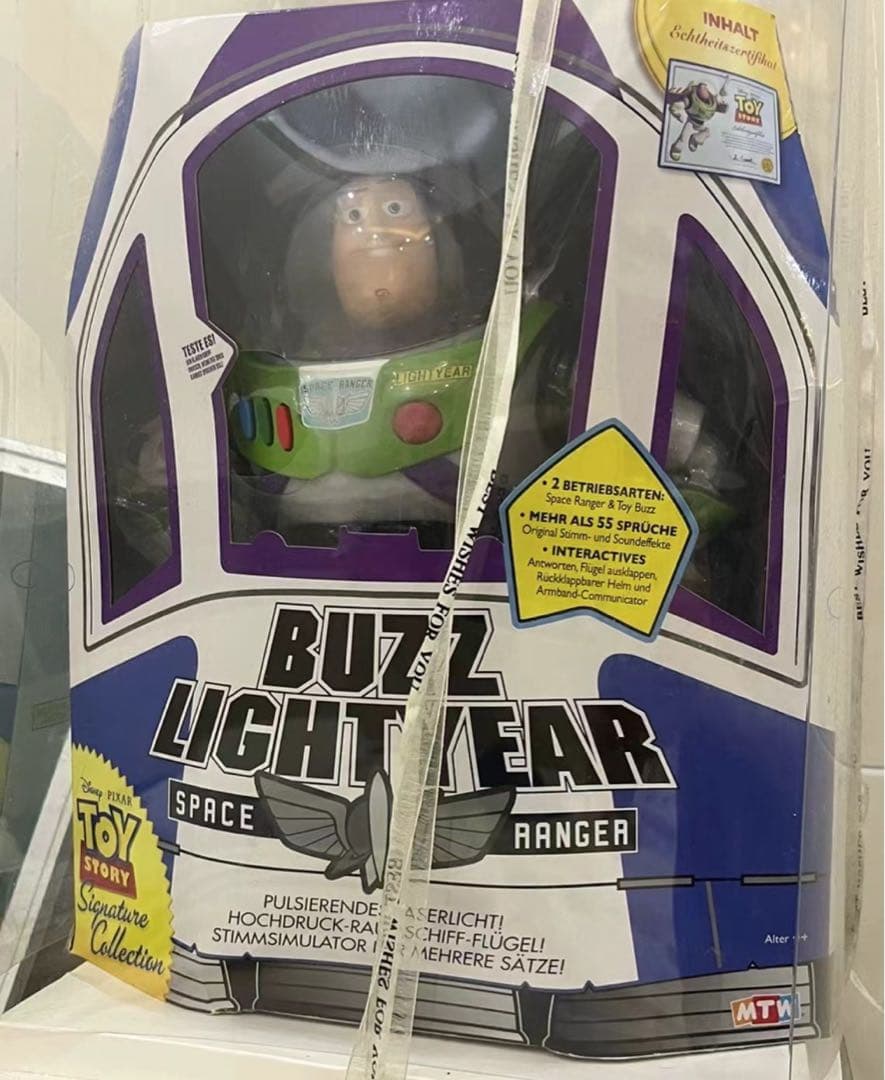 INHALT
Echtheitszertifikat
TOY
STORY
TESTE ES!
SPACE RANGER
LIGHTYEAR
• 2 BETRIEBSARTEN:
Space Ranger & Toy Buzz
• MEHR ALS 55 SPRÜCHE
Original Stimm- und Soundeffekte
• INTERACTIVES
Antworten, Flügel ausklappen,
Rückklappbarer Helm und
Armband-Communicator
BEST WISHES FOR YOU
BUZZ
LIGHTYEAR
SPACE
RANGER
Disney PIXAR
TOY
STORY
Signature
Collection
PULSIERENDE
HOCHDRUCK-RAU SCHIFF-FLÜGEL!
STIMMSIMULATOR MEHRERE SÄTZE!
Alter +
MTW